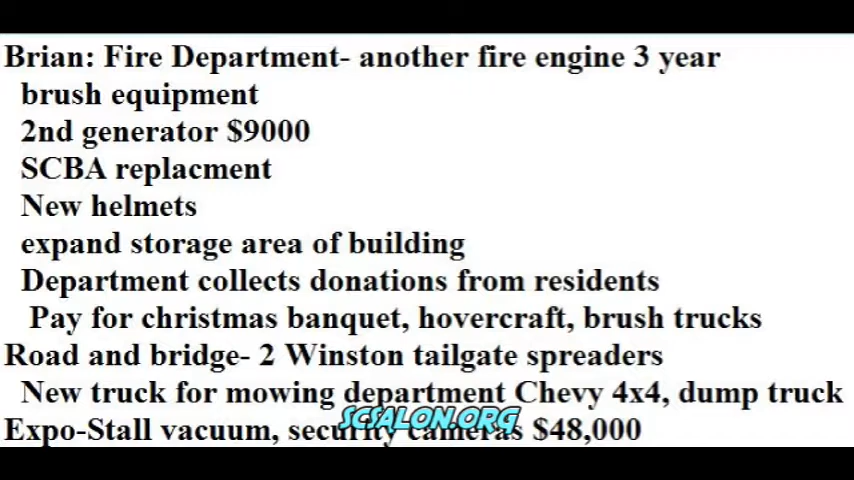 Brian: Fire Department- another fire engine 3 year
brush equipment
2nd generator $9000
SCBA replacment
New helmets
expand storage area of building
Department collects donations from residents
Pay for christmas banquet, hovercraft, brush trucks
Road and bridge- 2 Winston tailgate spreaders
New truck for mowing department Chevy 4x4, dump truck
Expo-Stall vacuum, security cameras $48,000
SCSALON.ORG